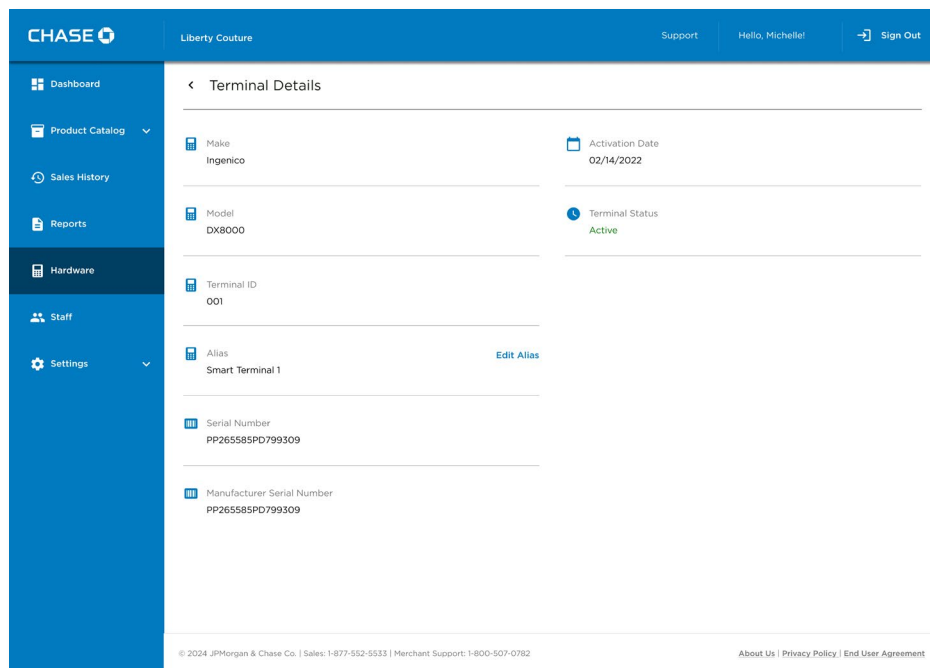 CHASE
Liberty Couture
Support
Hello, Michelle!
Sign Out
Dashboard
Product Catalog
Sales History
Reports
Hardware
Staff
Settings
Terminal Details
Make
Ingenico
Activation Date
02/14/2022
Model
DX8000
Terminal Status
Active
Terminal ID
001
Alias
Smart Terminal 1
Edit Alias
Serial Number
PP265585PD799309
Manufacturer Serial Number
PP265585PD799309
© 2024 JPMorgan & Chase Co. | Sales: 1-877-552-5533 | Merchant Support: 1-800-507-0782
About Us | Privacy Policy | End User Agreement